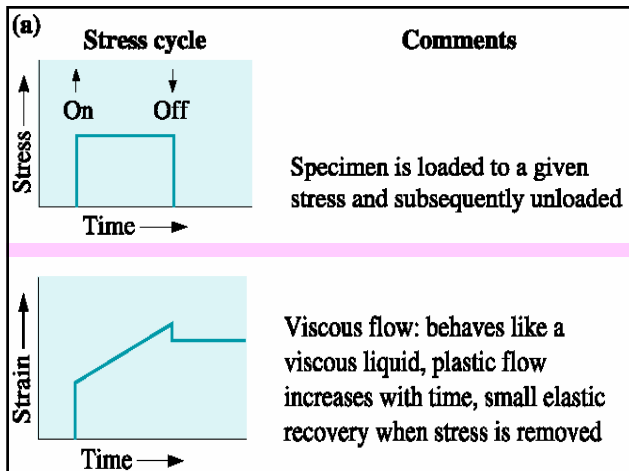 (a)
Stress cycle
Comments
On
Off
Stress
Time
Specimen is loaded to a given
stress and subsequently unloaded
Strain
Time
Viscous flow: behaves like a
viscous liquid, plastic flow
increases with time, small elastic
recovery when stress is removed